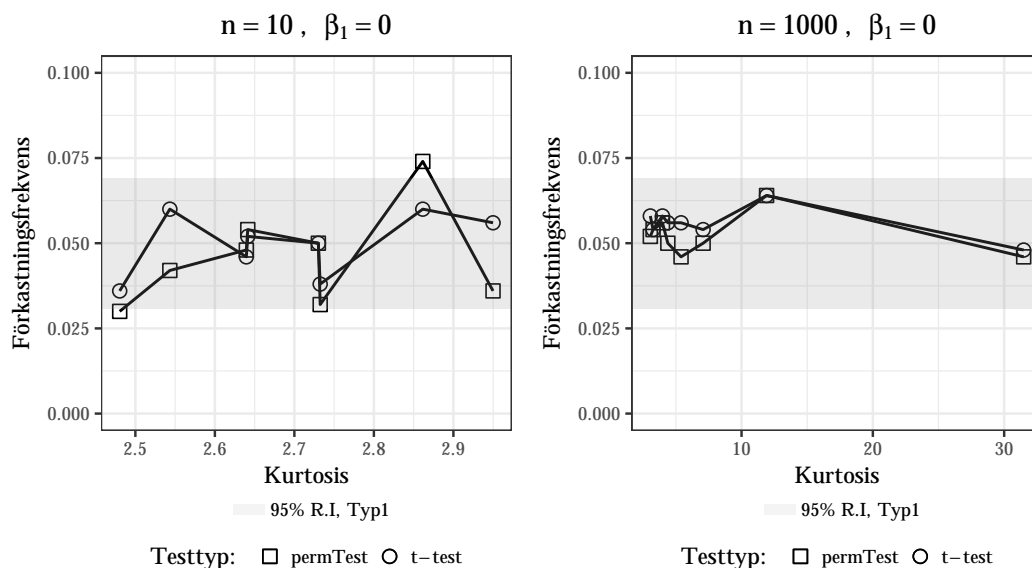 n = 10 , β₁ = 0
Förkastningsfrekvens
0.100
0.075
0.050
0.025
0.000
2.5 2.6 2.7 2.8 2.9
Kurtosis
95% R.I, Typ1
Testtyp: permTest t−test
n = 1000 , β₁ = 0
Förkastningsfrekvens
0.100
0.075
0.050
0.025
0.000
10 20 30
Kurtosis
95% R.I, Typ1
Testtyp: permTest t−test